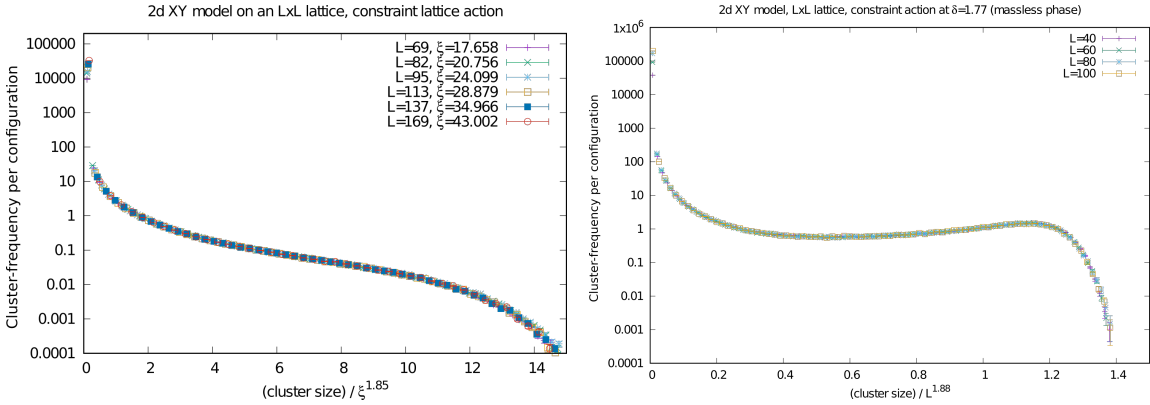 2d XY model on an LxL lattice, constraint lattice action
100000
10000
1000
100
10
1
0.1
0.01
0.001
0.0001
Cluster-frequency per configuration
L=69, ξ=17.658
L=82, ξ=20.756
L=95, ξ=24.099
L=113, ξ=28.879
L=137, ξ=34.966
L=169, ξ=43.002
0 2 4 6 8 10 12 14
(cluster size) / ξ^1.85
2d XY model, LxL lattice, constraint action at δ=1.77 (massless phase)
1x10^6
100000
10000
1000
100
10
1
0.1
0.01
0.001
0.0001
Cluster-frequency per configuration
L=40
L=60
L=80
L=100
0 0.2 0.4 0.6 0.8 1 1.2 1.4
(cluster size) / L^1.88